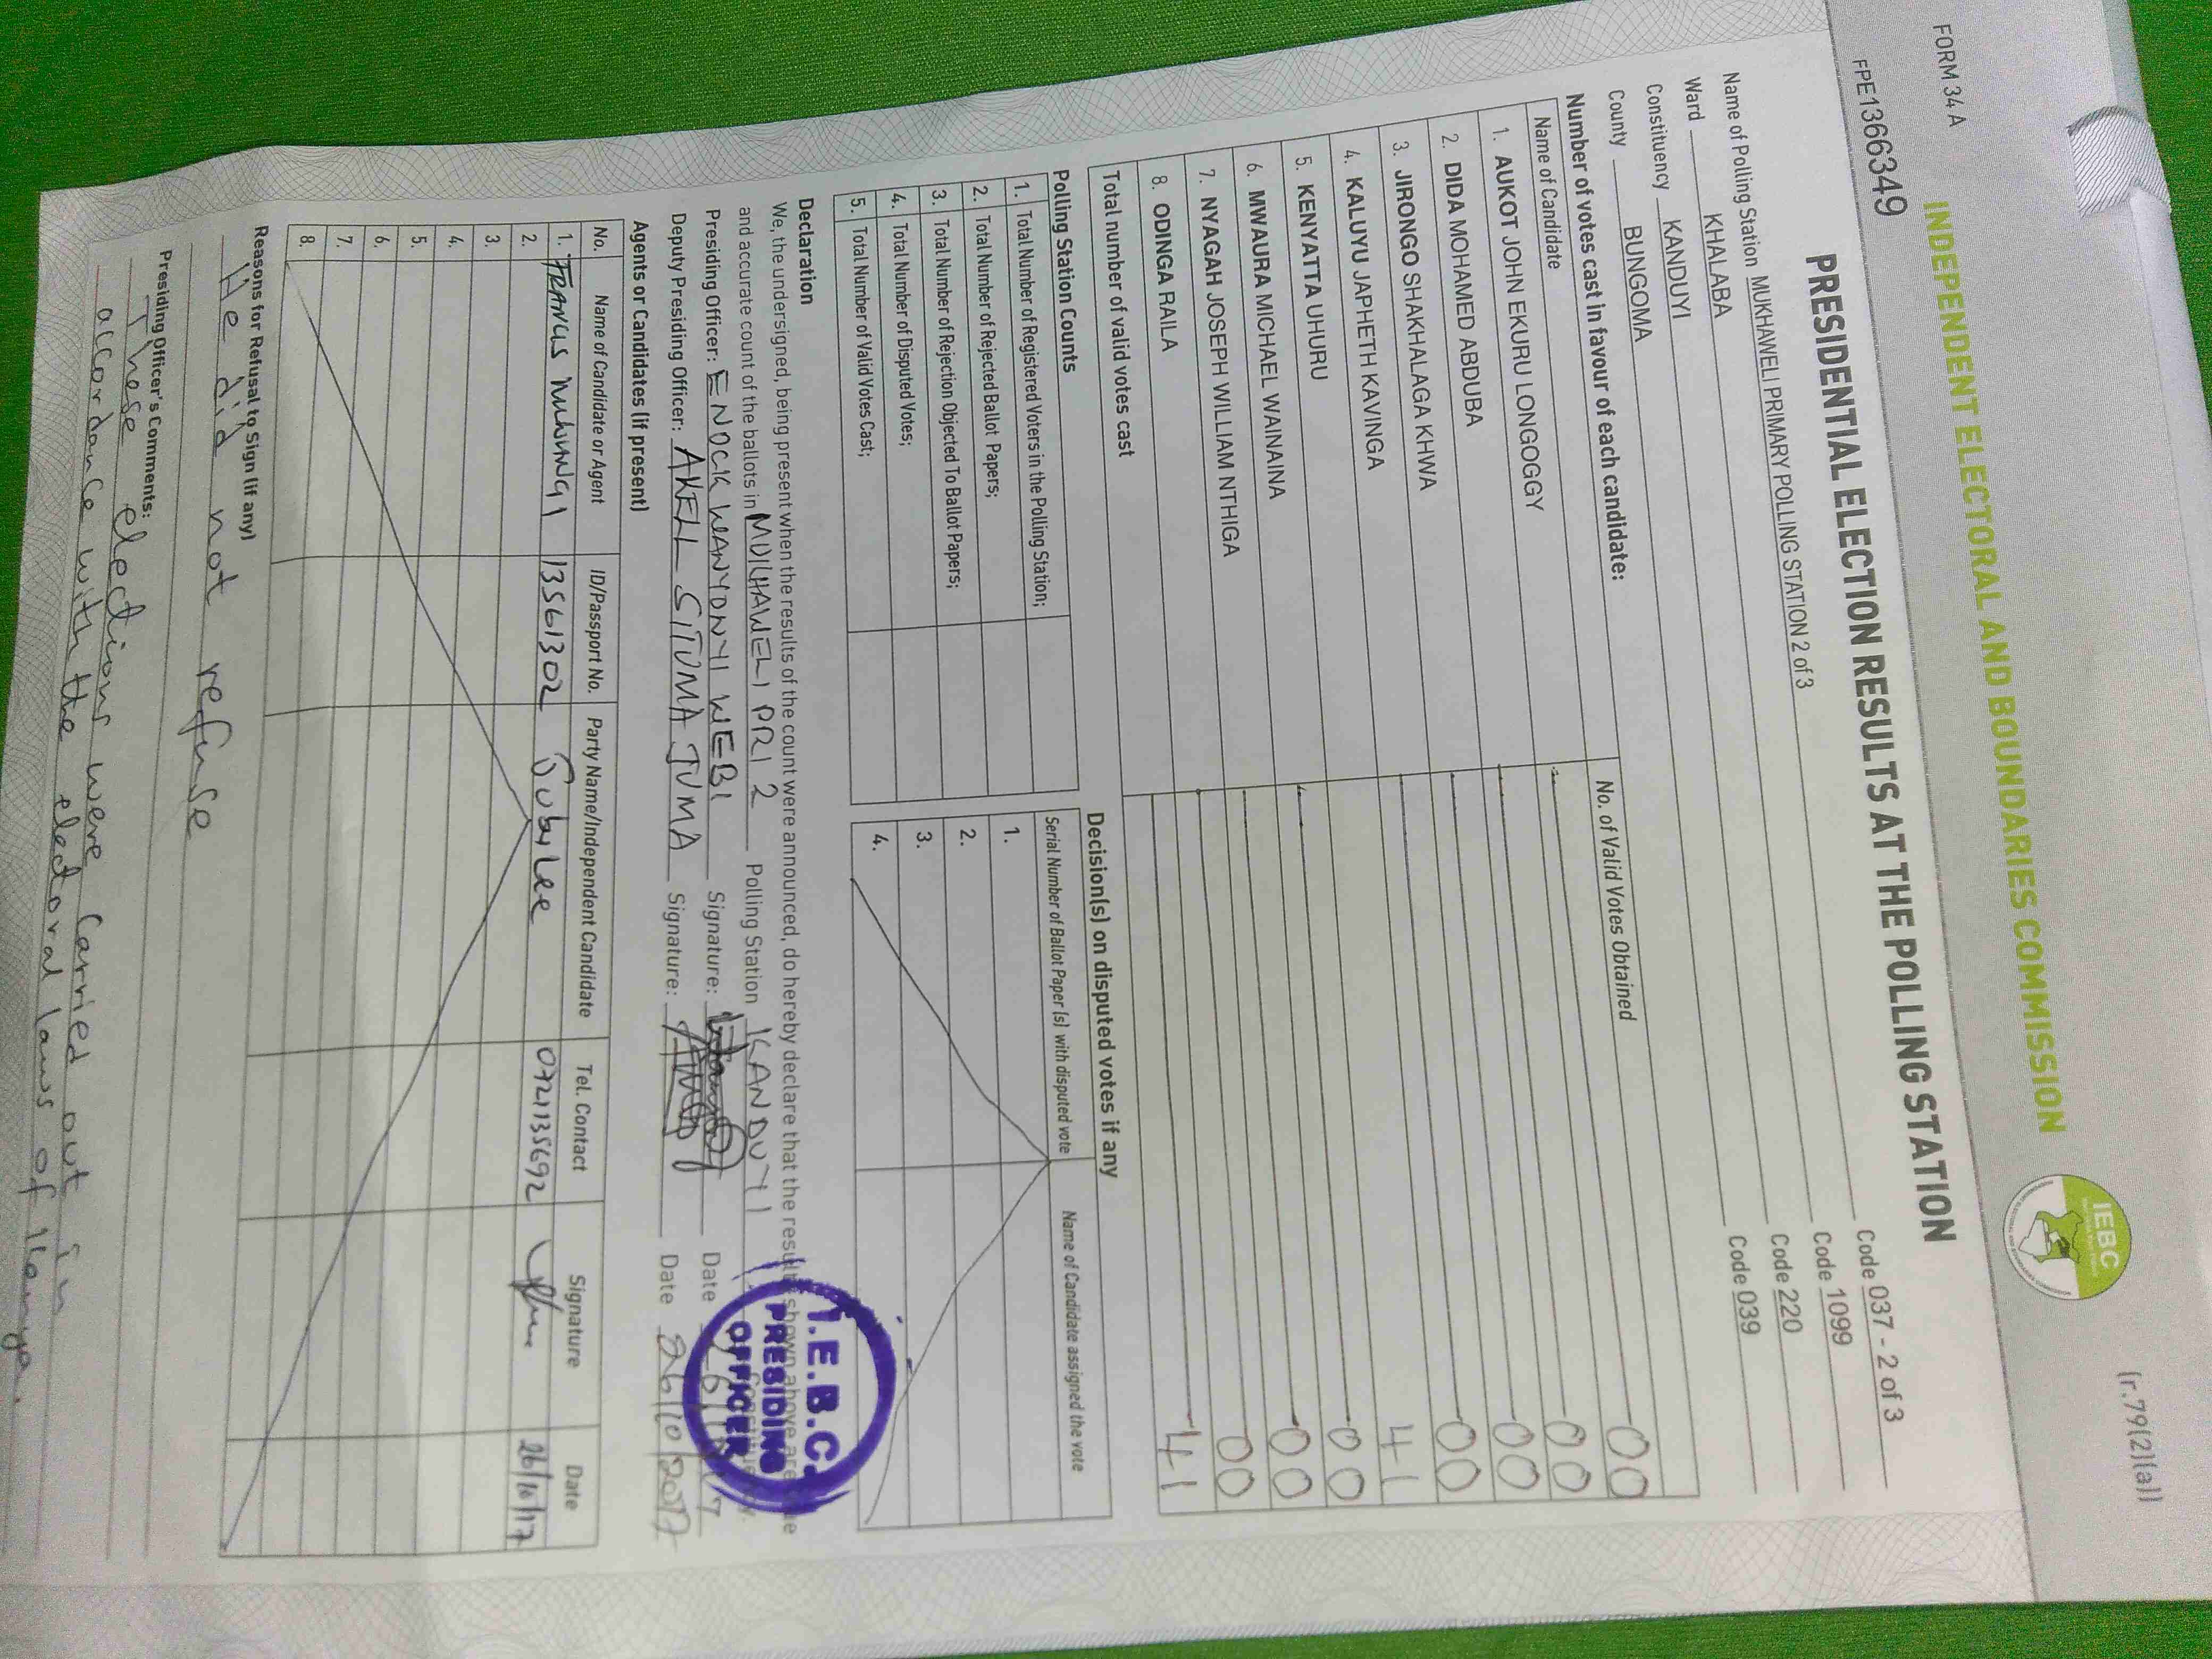 FORM 34 A
(r.79(2)(a))
INDEPENDENT ELECTORAL AND BOUNDARIES COMMISSION
IEBC
FPE1366349
PRESIDENTIAL ELECTION RESULTS AT THE POLLING STATION
Name of Polling Station MUKHAWELI PRIMARY POLLING STATION 2 of 3 Code 037 - 2 of 3
Ward KHALABA Code 1099
Constituency KANDUYI Code 220
County BUNGOMA Code 039
Number of votes cast in favour of each candidate:
Name of Candidate No. of Valid Votes Obtained
1. AUKOT JOHN EKURU LONGOGGY 00
2. DIDA MOHAMED ABDUBA 00
3. JIRONGO SHAKHALAGA KHWA 00
4. KALUYU JAPHETH KAVINGA 00
5. KENYATTA UHURU 41
6. MWAURA MICHAEL WAINAINA 00
7. NYAGAH JOSEPH WILLIAM NTHIGA 00
8. ODINGA RAILA 00
Total number of valid votes cast 41
Polling Station Counts
1. Total Number of Registered Voters in the Polling Station;
2. Total Number of Rejected Ballot Papers;
3. Total Number of Rejection Objected To Ballot Papers;
4. Total Number of Disputed Votes;
5. Total Number of Valid Votes Cast;
Decision(s) on disputed votes if any
Serial Number of Ballot Paper (s) with disputed vote Name of Candidate assigned the vote
1.
2.
3.
4.
Declaration
We, the undersigned, being present when the results of the count were announced, do hereby declare that the results shown above are
and accurate count of the ballots in MUKHAWELI PRI 2 Polling Station KANDUYI
Presiding Officer: ENOCK WANYONYI WEBI Signature: Date
Deputy Presiding Officer: AKELL SITUMA JUMA Signature: Date 26/10/2017
I.E.B.C.
PRESIDING
OFFICER
Agents or Candidates (if present)
No. Name of Candidate or Agent ID/Passport No. Party Name/Independent Candidate Tel. Contact Signature Date
1. FRANCIS 13561302 Jubilee 0721135692 26/10/17
2.
3.
4.
5.
6.
7.
8.
Reasons for Refusal to Sign (if any)
He did not refuse
Presiding Officer's Comments:
These elections were carried out in
accordance with the electoral laws of Kenya.